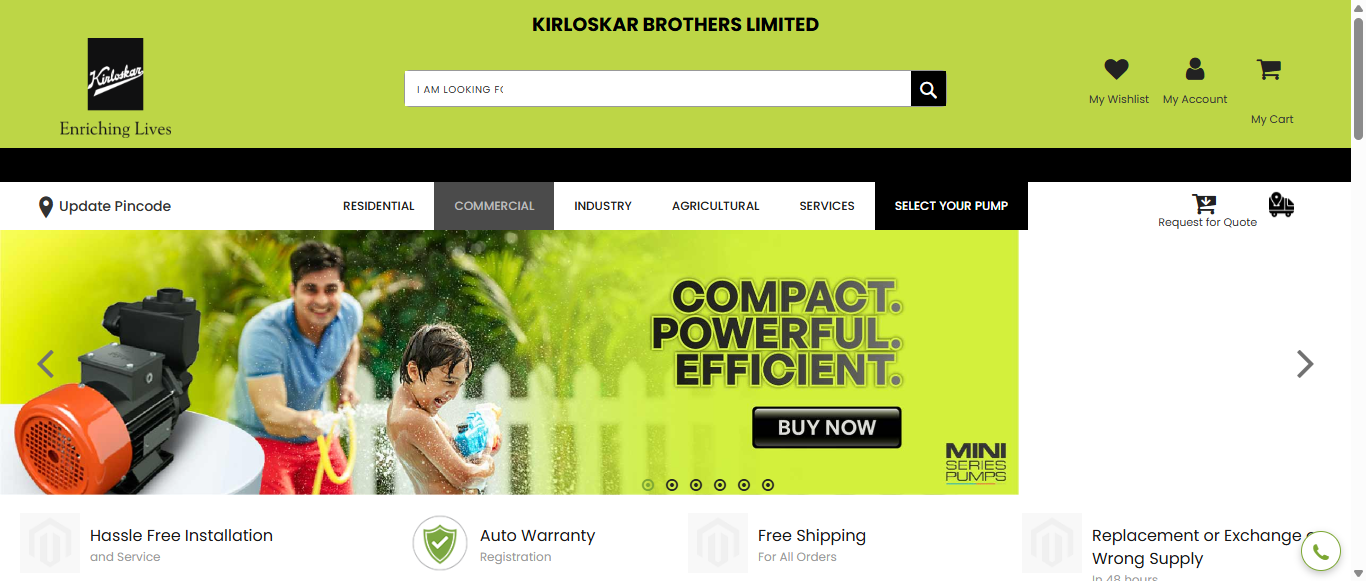 KIRLOSKAR BROTHERS LIMITED
Kirloskar
Enriching Lives
I AM LOOKING FO
My Wishlist
My Account
My Cart
Update Pincode
RESIDENTIAL
COMMERCIAL
INDUSTRY
AGRICULTURAL
SERVICES
SELECT YOUR PUMP
Request for Quote
COMPACT.
POWERFUL.
EFFICIENT.
BUY NOW
MINI
SERIES
PUMPS
Hassle Free Installation
and Service
Auto Warranty
Registration
Free Shipping
For All Orders
Replacement or Exchange
Wrong Supply
In 48 hours